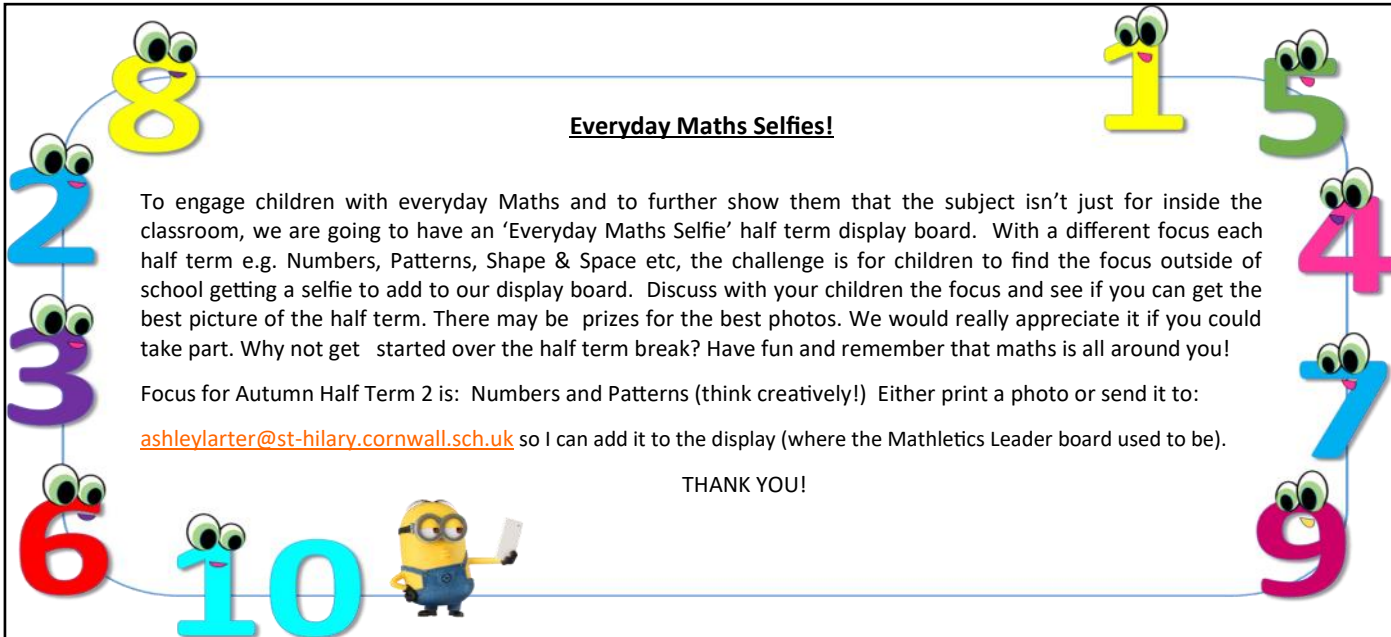 8
1
5
2
4
3
7
6
9
10
Everyday Maths Selfies!
To engage children with everyday Maths and to further show them that the subject isn’t just for inside the
classroom, we are going to have an ‘Everyday Maths Selfie’ half term display board.  With a different focus each
half term e.g. Numbers, Patterns, Shape & Space etc, the challenge is for children to find the focus outside of
school getting a selfie to add to our display board.  Discuss with your children the focus and see if you can get the
best picture of the half term. There may be  prizes for the best photos. We would really appreciate it if you could
take part. Why not get  started over the half term break? Have fun and remember that maths is all around you!
Focus for Autumn Half Term 2 is:  Numbers and Patterns (think creatively!)  Either print a photo or send it to:
ashleylarter@st-hilary.cornwall.sch.uk so I can add it to the display (where the Mathletics Leader board used to be).
THANK YOU!